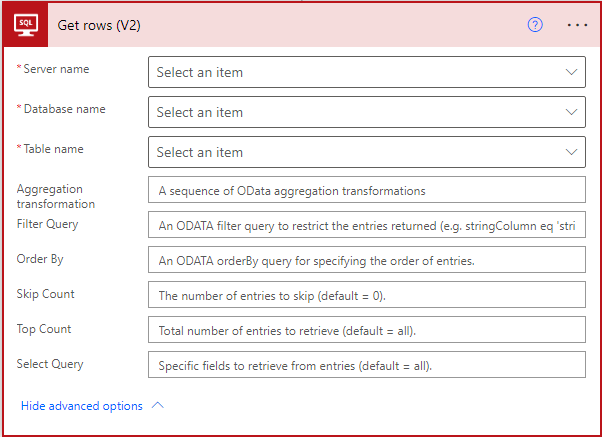 SQL
Get rows (V2)
* Server name
Select an item
* Database name
Select an item
* Table name
Select an item
Aggregation
transformation
A sequence of OData aggregation transformations
Filter Query
An ODATA filter query to restrict the entries returned (e.g. stringColumn eq 'stri
Order By
An ODATA orderBy query for specifying the order of entries.
Skip Count
The number of entries to skip (default = 0).
Top Count
Total number of entries to retrieve (default = all).
Select Query
Specific fields to retrieve from entries (default = all).
Hide advanced options